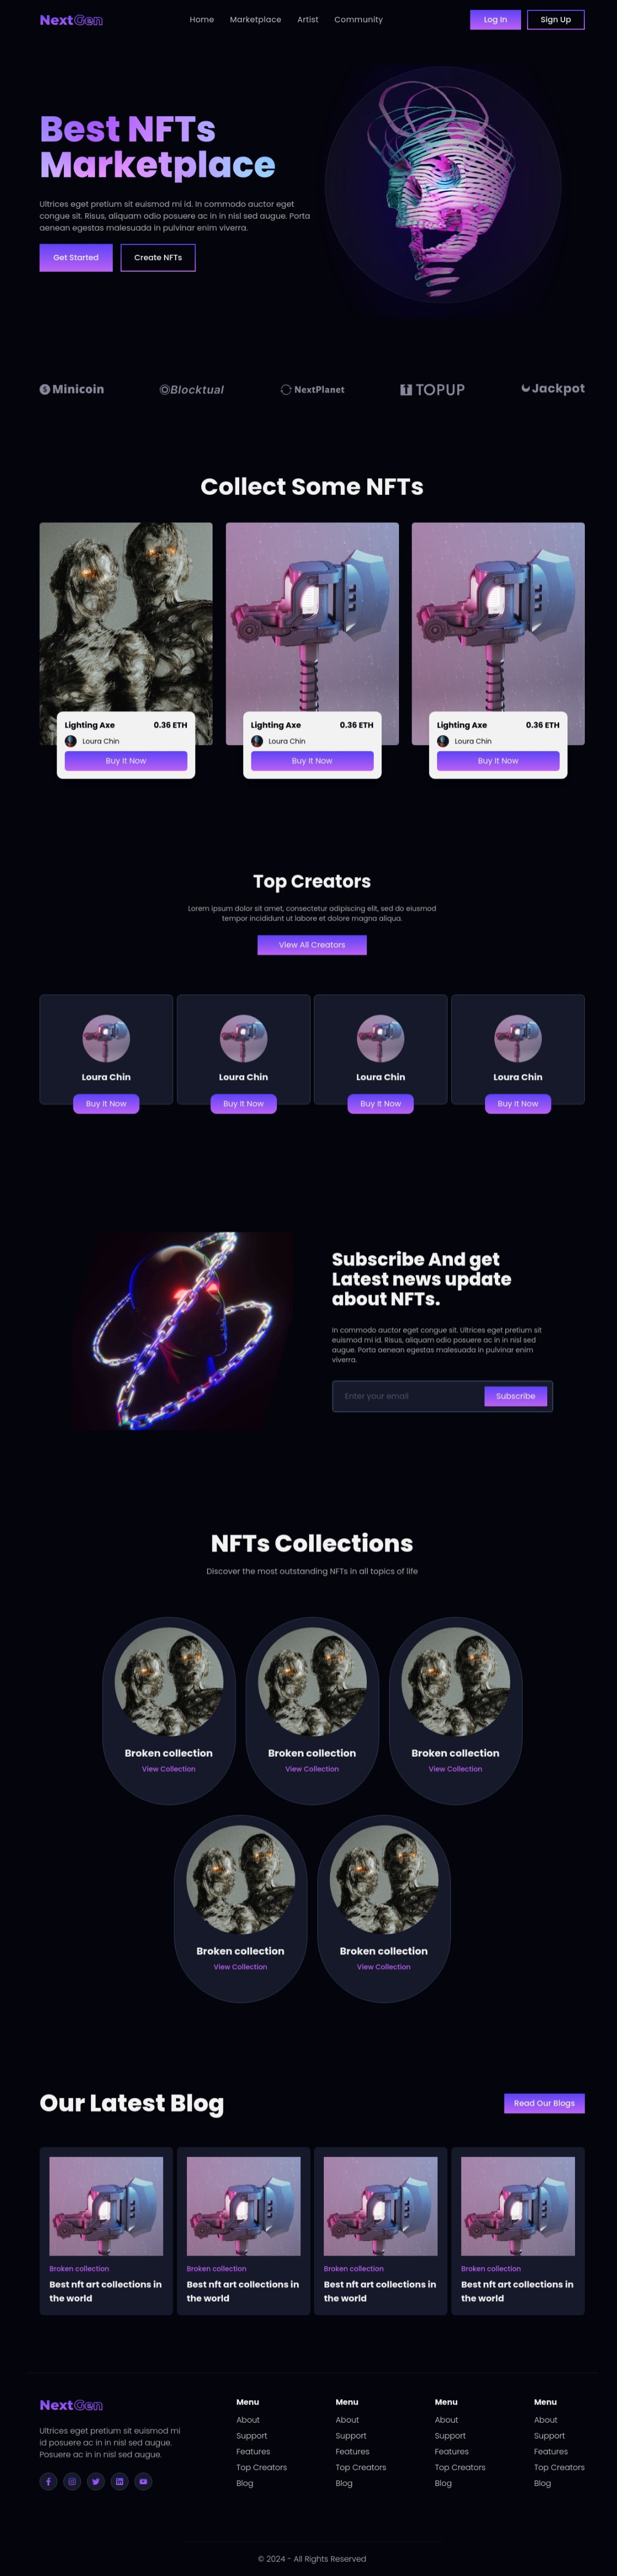 NextGen
Home Marketplace Artist Community
Log In Sign Up
Best NFTs
Marketplace
Ultrices eget pretium sit euismod mi id. In commodo auctor eget
congue sit. Risus, aliquam odio posuere ac in in nisl sed augue. Porta
aenean egestas malesuada in pulvinar enim viverra.
Get Started Create NFTs
Minicoin Blocktual NextPlanet TOPUP Jackpot
Collect Some NFTs
Lighting Axe 0.36 ETH
Loura Chin
Buy It Now
Lighting Axe 0.36 ETH
Loura Chin
Buy It Now
Lighting Axe 0.36 ETH
Loura Chin
Buy It Now
Top Creators
Lorem ipsum dolor sit amet, consectetur adipiscing elit, sed do eiusmod
tempor incididunt ut labore et dolore magna aliqua.
View All Creators
Loura Chin
Buy It Now
Loura Chin
Buy It Now
Loura Chin
Buy It Now
Loura Chin
Buy It Now
Subscribe And get
Latest news update
about NFTs.
In commodo auctor eget congue sit. Ultrices eget pretium sit
euismod mi id. Risus, aliquam odio posuere ac in in nisl sed
augue. Porta aenean egestas malesuada in pulvinar enim
viverra.
Enter your email Subscribe
NFTs Collections
Discover the most outstanding NFTs in all topics of life
Broken collection
View Collection
Broken collection
View Collection
Broken collection
View Collection
Broken collection
View Collection
Broken collection
View Collection
Our Latest Blog
Read Our Blogs
Broken collection
Best nft art collections in
the world
Broken collection
Best nft art collections in
the world
Broken collection
Best nft art collections in
the world
Broken collection
Best nft art collections in
the world
NextGen
Ultrices eget pretium sit euismod mi
id posuere ac in in nisl sed augue.
Posuere ac in in nisl sed augue.
Menu
About
Support
Features
Top Creators
Blog
Menu
About
Support
Features
Top Creators
Blog
Menu
About
Support
Features
Top Creators
Blog
Menu
About
Support
Features
Top Creators
Blog
© 2024 - All Rights Reserved